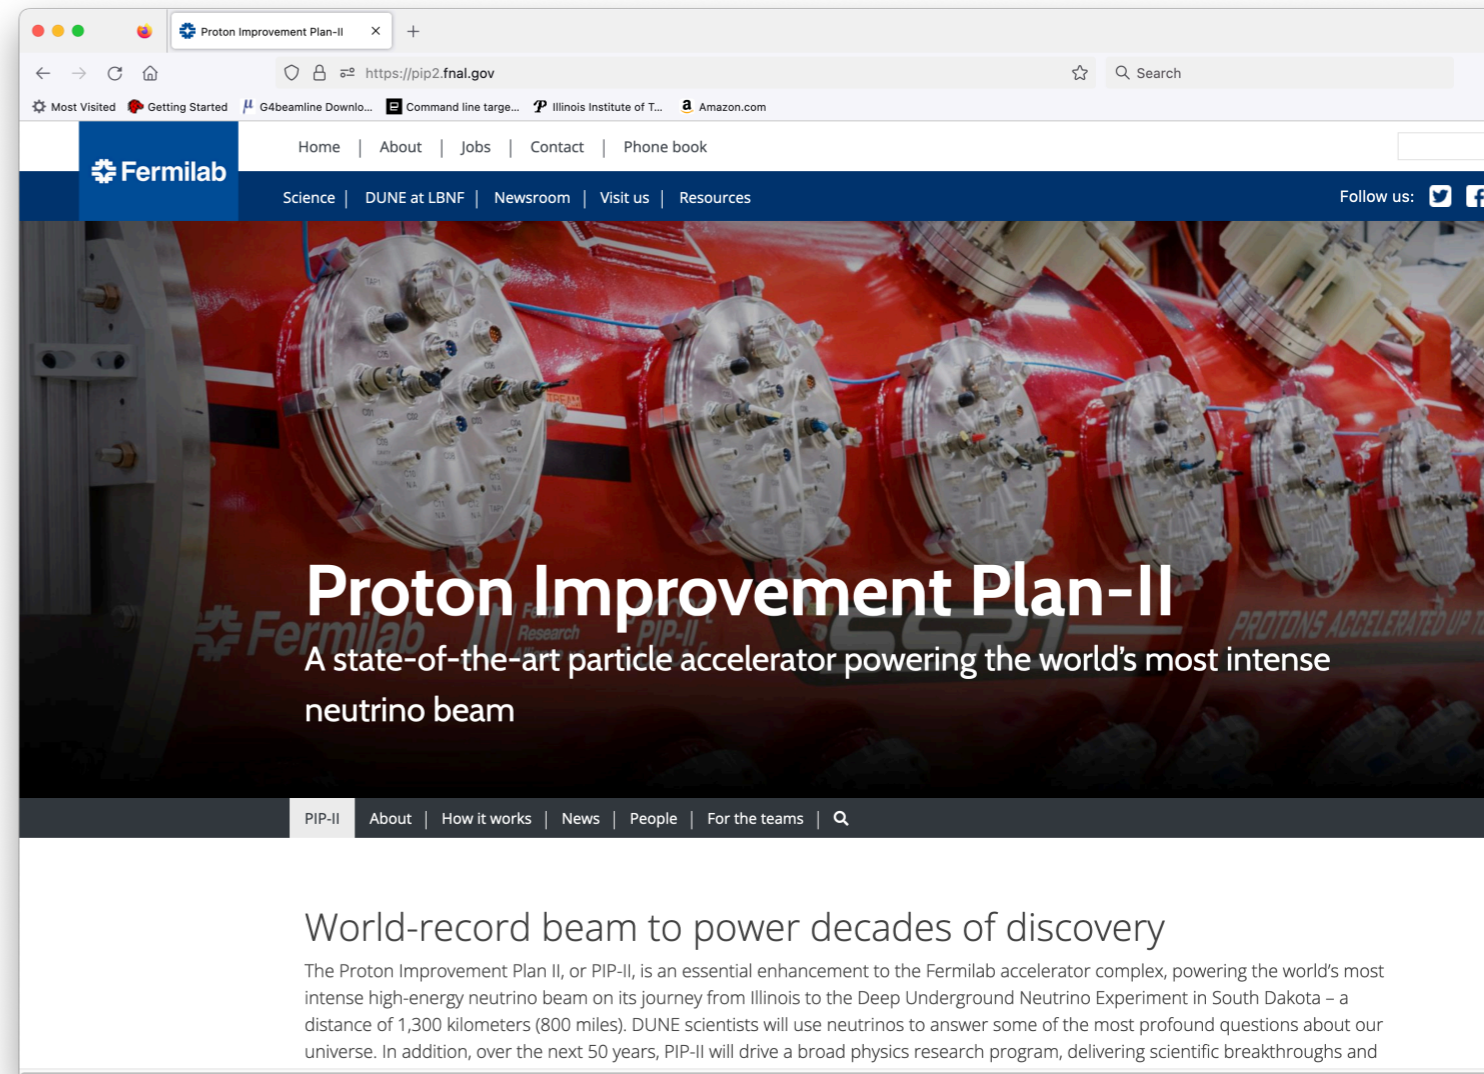 Proton Improvement Plan-II
https://pip2.fnal.gov
Search
Most Visited Getting Started G4beamline Downlo... Command line targe... Illinois Institute of T... Amazon.com
Home | About | Jobs | Contact | Phone book
Fermilab
Science | DUNE at LBNF | Newsroom | Visit us | Resources
Follow us:
Proton Improvement Plan-II
Fermilab
Research
PIP-II
SSR1
PROTONS ACCELERATED UP T
A state-of-the-art particle accelerator powering the world's most intense
neutrino beam
PIP-II About | How it works | News | People | For the teams |
World-record beam to power decades of discovery
The Proton Improvement Plan II, or PIP-II, is an essential enhancement to the Fermilab accelerator complex, powering the world's most
intense high-energy neutrino beam on its journey from Illinois to the Deep Underground Neutrino Experiment in South Dakota – a
distance of 1,300 kilometers (800 miles). DUNE scientists will use neutrinos to answer some of the most profound questions about our
universe. In addition, over the next 50 years, PIP-II will drive a broad physics research program, delivering scientific breakthroughs and